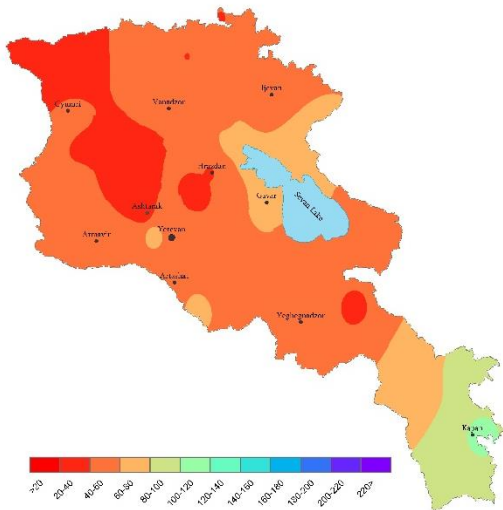 Ijevan
Gyumri
Vanadzor
Hrazdan
Gavar
Sevan Lake
Ashtarak
Armavir
Yerevan
Artashat
Yeghegnadzor
Kapan
>20
20-40
40-60
60-80
80-100
100-120
120-140
140-160
160-180
180-200
200-220
220>